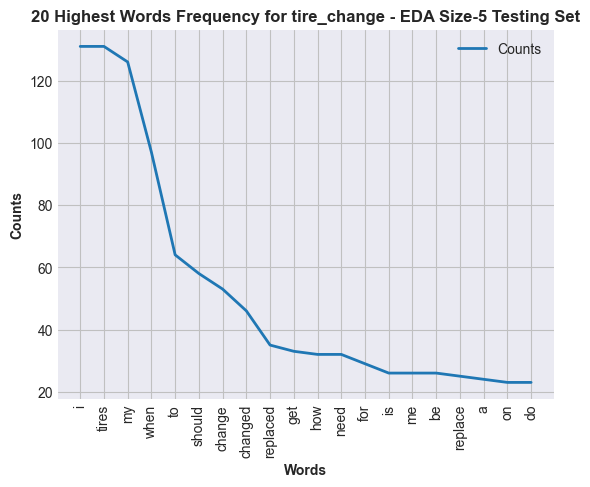 20 Highest Words Frequency for tire_change - EDA Size-5 Testing Set
Counts
Counts
120
100
80
60
40
20
i
tires
my
when
to
should
change
changed
replaced
get
how
need
for
is
me
be
replace
a
on
do
Words